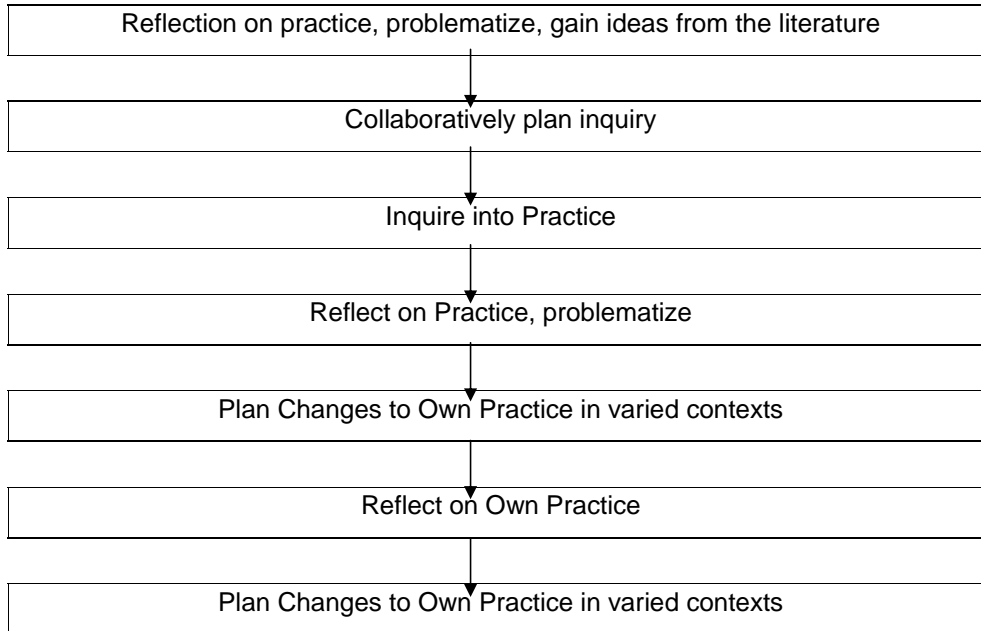 Reflection on practice, problematize, gain ideas from the literature
Collaboratively plan inquiry
Inquire into Practice
Reflect on Practice, problematize
Plan Changes to Own Practice in varied contexts
Reflect on Own Practice
Plan Changes to Own Practice in varied contexts